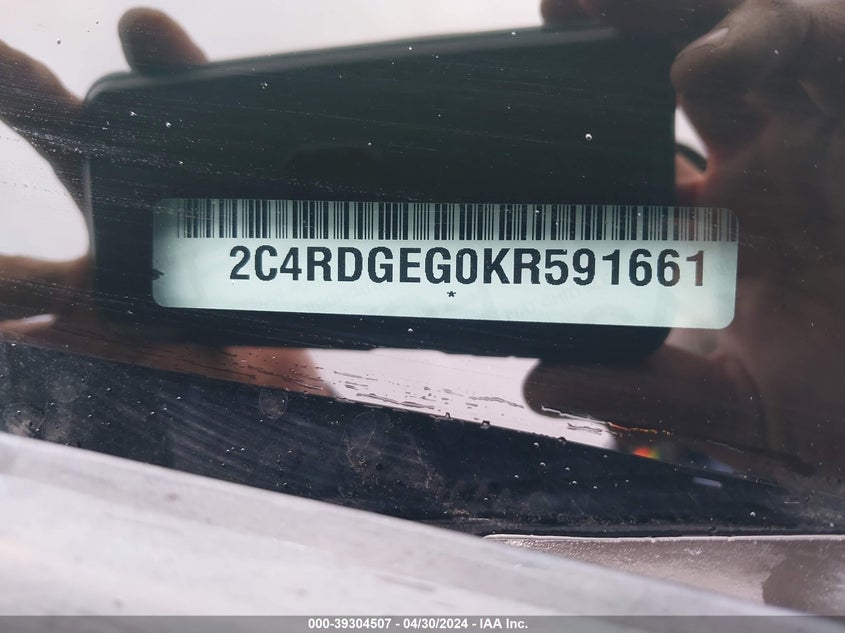 2C4RDGEG0KR591661
*
000-39304507 - 04/30/2024 - IAA Inc.